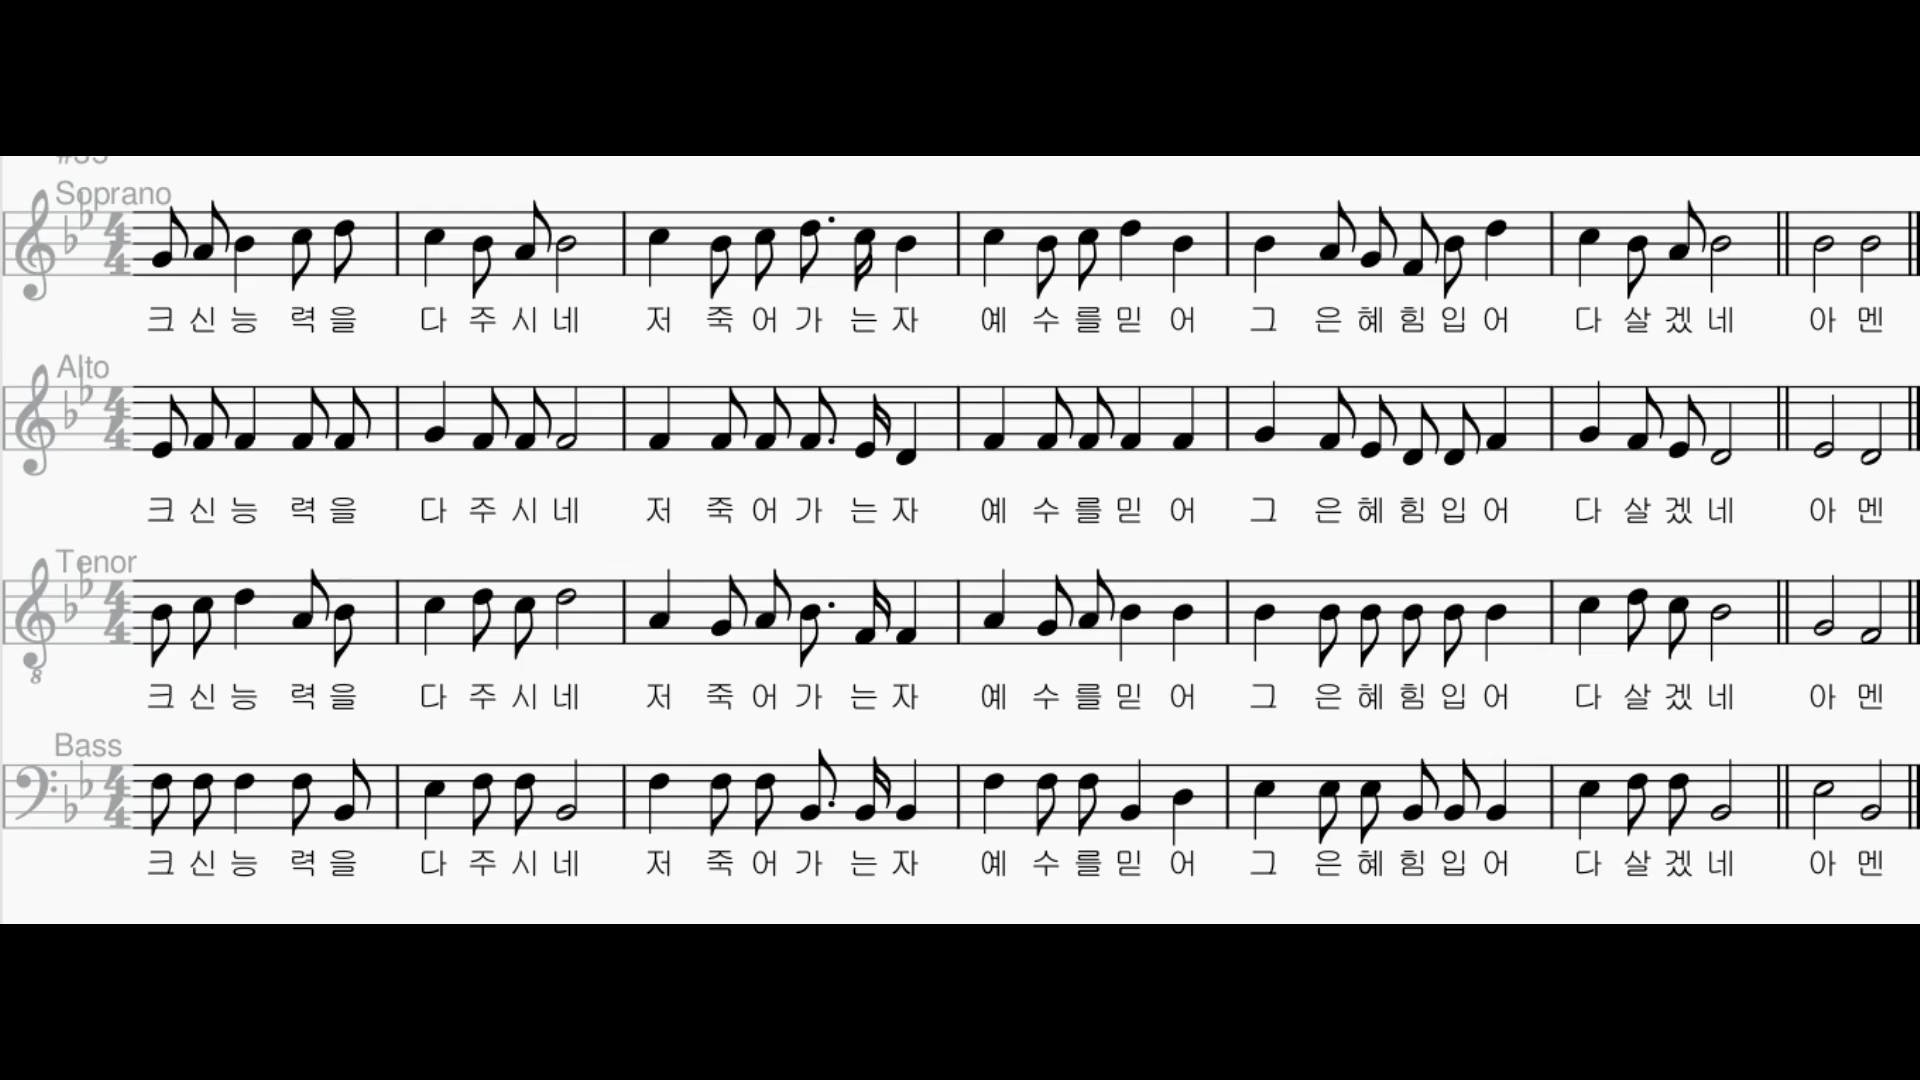 Soprano
크 신 능 력 을 다 주 시 네 저 죽 어 가 는 자 예 수 를 믿 어 그 은 혜 힘 입 어 다 살 겠 네 아 멘
Alto
크 신 능 력 을 다 주 시 네 저 죽 어 가 는 자 예 수 를 믿 어 그 은 혜 힘 입 어 다 살 겠 네 아 멘
Tenor
크 신 능 력 을 다 주 시 네 저 죽 어 가 는 자 예 수 를 믿 어 그 은 혜 힘 입 어 다 살 겠 네 아 멘
Bass
크 신 능 력 을 다 주 시 네 저 죽 어 가 는 자 예 수 를 믿 어 그 은 혜 힘 입 어 다 살 겠 네 아 멘